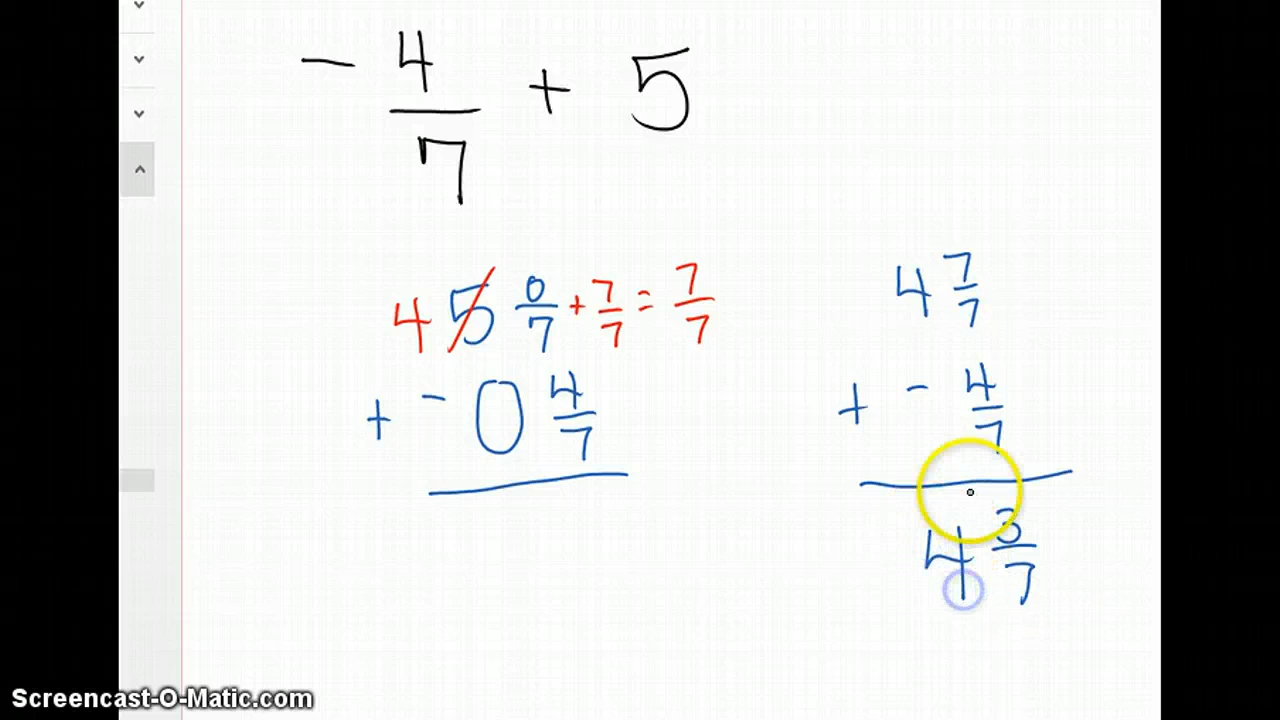 - 4/7 + 5
4 5 0/7 + 7/7 = 7/7
+ - 0 4/7
4 7/7
+ - 4/7
4 3/7
Screencast-O-Matic.com